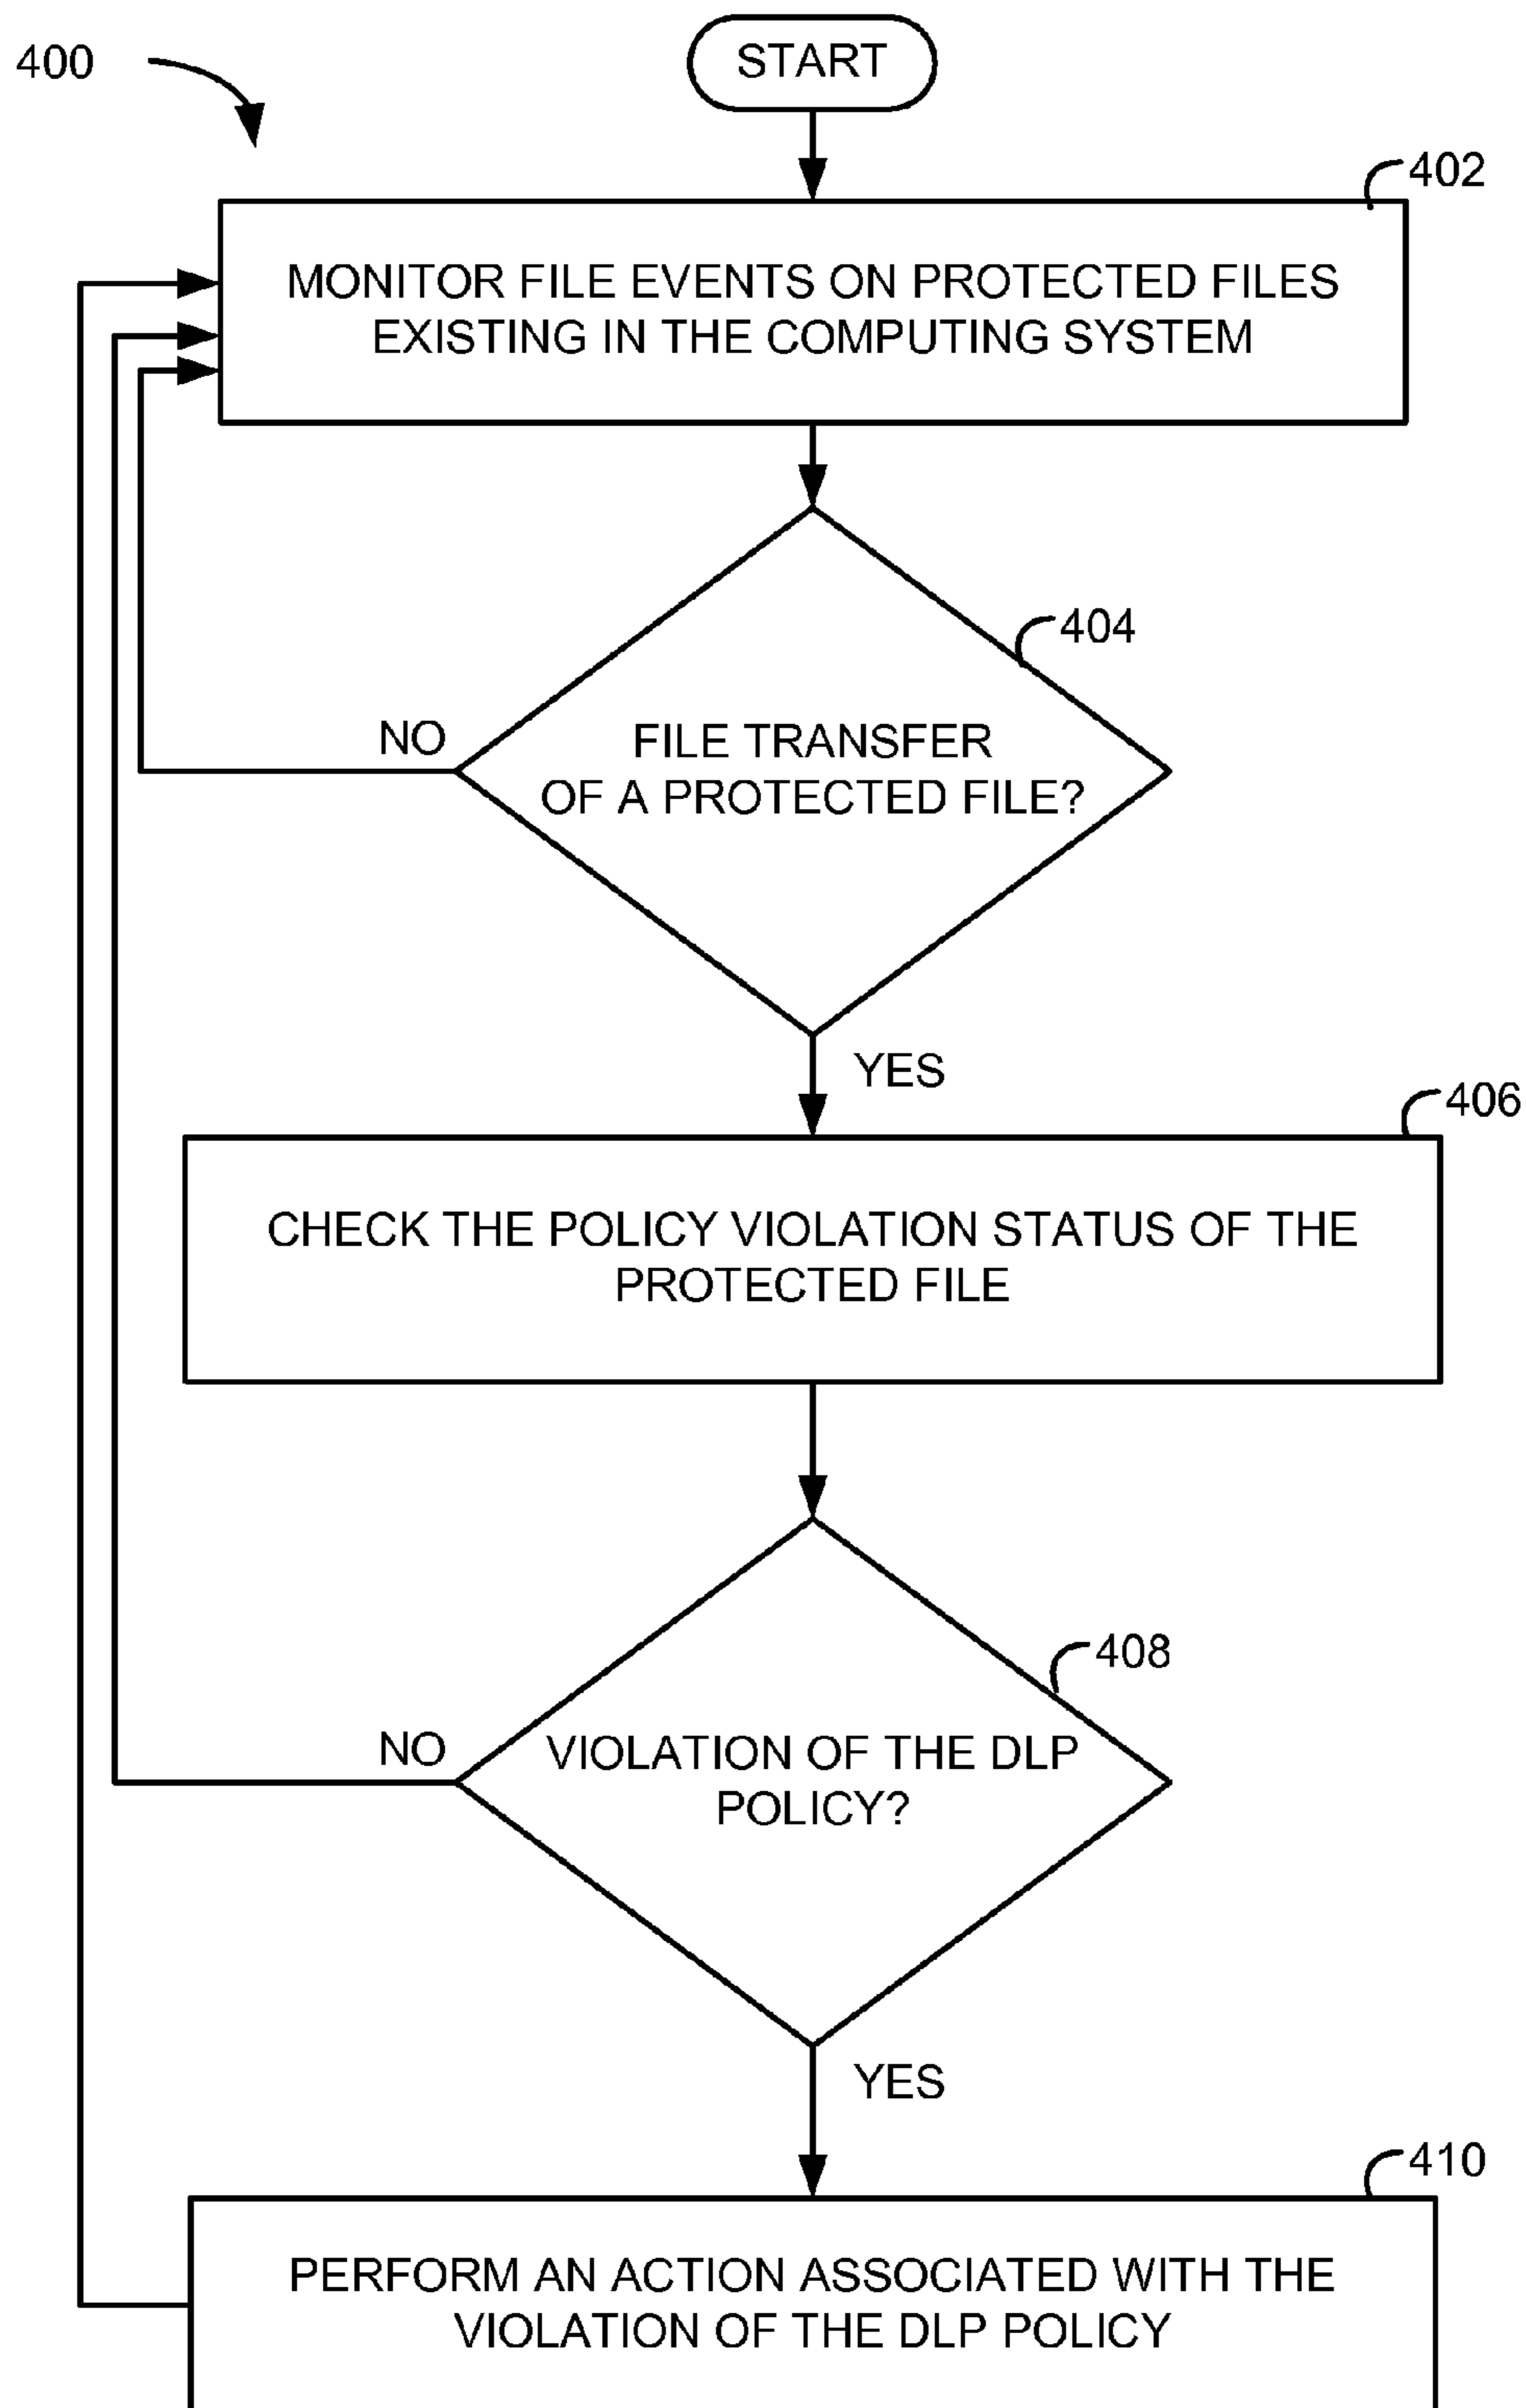 400
START
402
MONITOR FILE EVENTS ON PROTECTED FILES
EXISTING IN THE COMPUTING SYSTEM
404
NO
FILE TRANSFER
OF A PROTECTED FILE?
YES
406
CHECK THE POLICY VIOLATION STATUS OF THE
PROTECTED FILE
408
NO
VIOLATION OF THE DLP
POLICY?
YES
410
PERFORM AN ACTION ASSOCIATED WITH THE
VIOLATION OF THE DLP POLICY